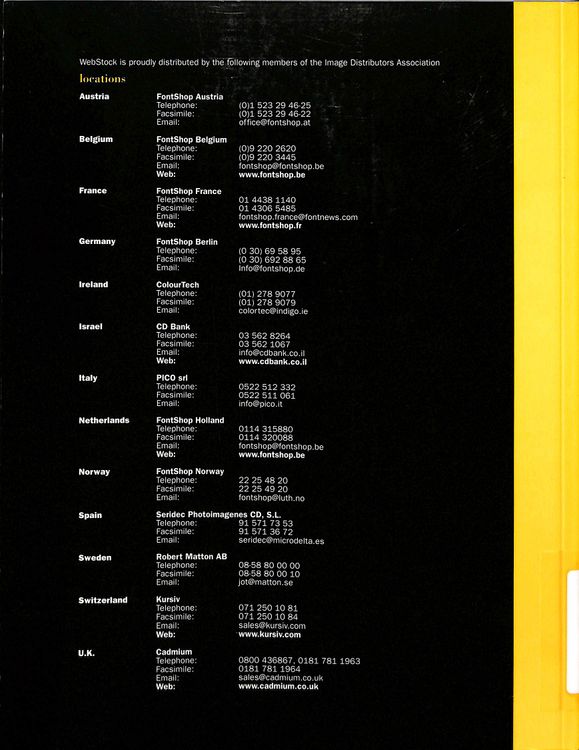 WebStock is proudly distributed by the following members of the Image Distributors Association
locations
Austria FontShop Austria
Telephone: (0)1 523 29 46-25
Facsimile: (0)1 523 29 46-22
Email: office@fontshop.at
Belgium FontShop Belgium
Telephone: (0)9 220 2620
Facsimile: (0)9 220 3445
Email: fontshop@fontshop.be
Web: www.fontshop.be
France FontShop France
Telephone: 01 4438 1140
Facsimile: 01 4306 5485
Email: fontshop.france@fontnews.com
Web: www.fontshop.fr
Germany FontShop Berlin
Telephone: (0 30) 69 58 95
Facsimile: (0 30) 692 88 65
Email: Info@fontshop.de
Ireland ColourTech
Telephone: (01) 278 9077
Facsimile: (01) 278 9079
Email: colortec@indigo.ie
Israel CD Bank
Telephone: 03 562 8264
Facsimile: 03 562 1067
Email: info@cdbank.co.il
Web: www.cdbank.co.il
Italy PICO srl
Telephone: 0522 512 332
Facsimile: 0522 511 061
Email: info@pico.it
Netherlands FontShop Holland
Telephone: 0114 315880
Facsimile: 0114 320088
Email: fontshop@fontshop.be
Web: www.fontshop.be
Norway FontShop Norway
Telephone: 22 25 48 20
Facsimile: 22 25 49 20
Email: fontshop@luth.no
Spain Seridec Photoimagenes CD, S.L.
Telephone: 91 571 73 53
Facsimile: 91 571 36 72
Email: seridec@microdelta.es
Sweden Robert Matton AB
Telephone: 08-58 80 00 00
Facsimile: 08-58 80 00 10
Email: jot@matton.se
Switzerland Kursiv
Telephone: 071 250 10 81
Facsimile: 071 250 10 84
Email: sales@kursiv.com
Web: www.kursiv.com
U.K. Cadmium
Telephone: 0800 436867, 0181 781 1963
Facsimile: 0181 781 1964
Email: sales@cadmium.co.uk
Web: www.cadmium.co.uk